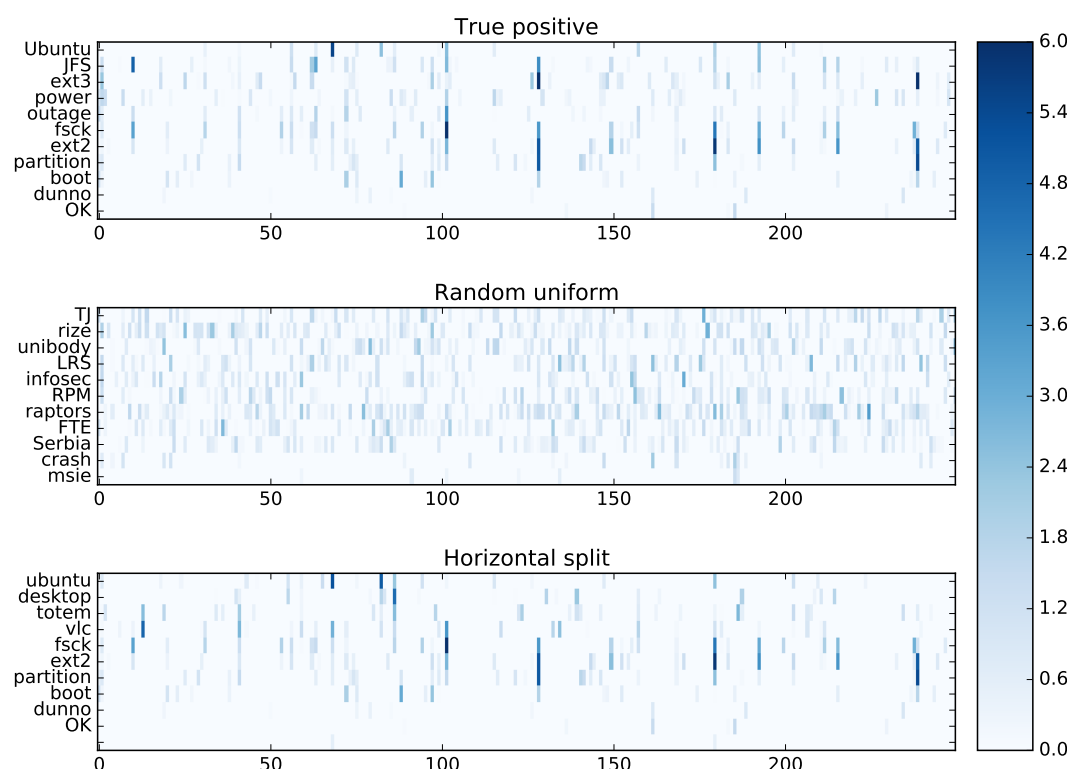 True positive
Ubuntu
JFS
ext3
power
outage
fsck
ext2
partition
boot
dunno
OK
0 50 100 150 200
Random uniform
TJ
rize
unibody
LRS
infosec
RPM
raptors
FTE
Serbia
crash
msie
0 50 100 150 200
Horizontal split
ubuntu
desktop
totem
vlc
fsck
ext2
partition
boot
dunno
OK
0 50 100 150 200
6.0
5.4
4.8
4.2
3.6
3.0
2.4
1.8
1.2
0.6
0.0